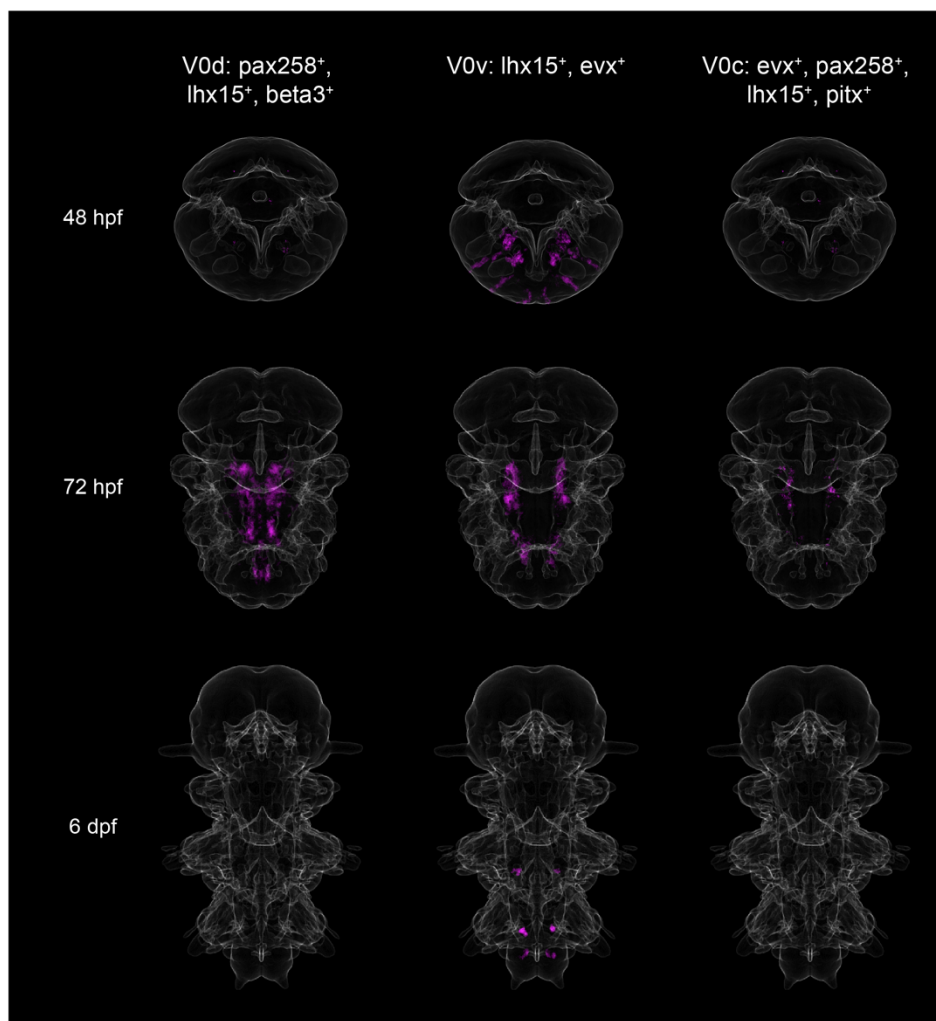 V0d: pax258⁺,
lhx15⁺, beta3⁺
V0v: lhx15⁺, evx⁺
V0c: evx⁺, pax258⁺,
lhx15⁺, pitx⁺
48 hpf
72 hpf
6 dpf